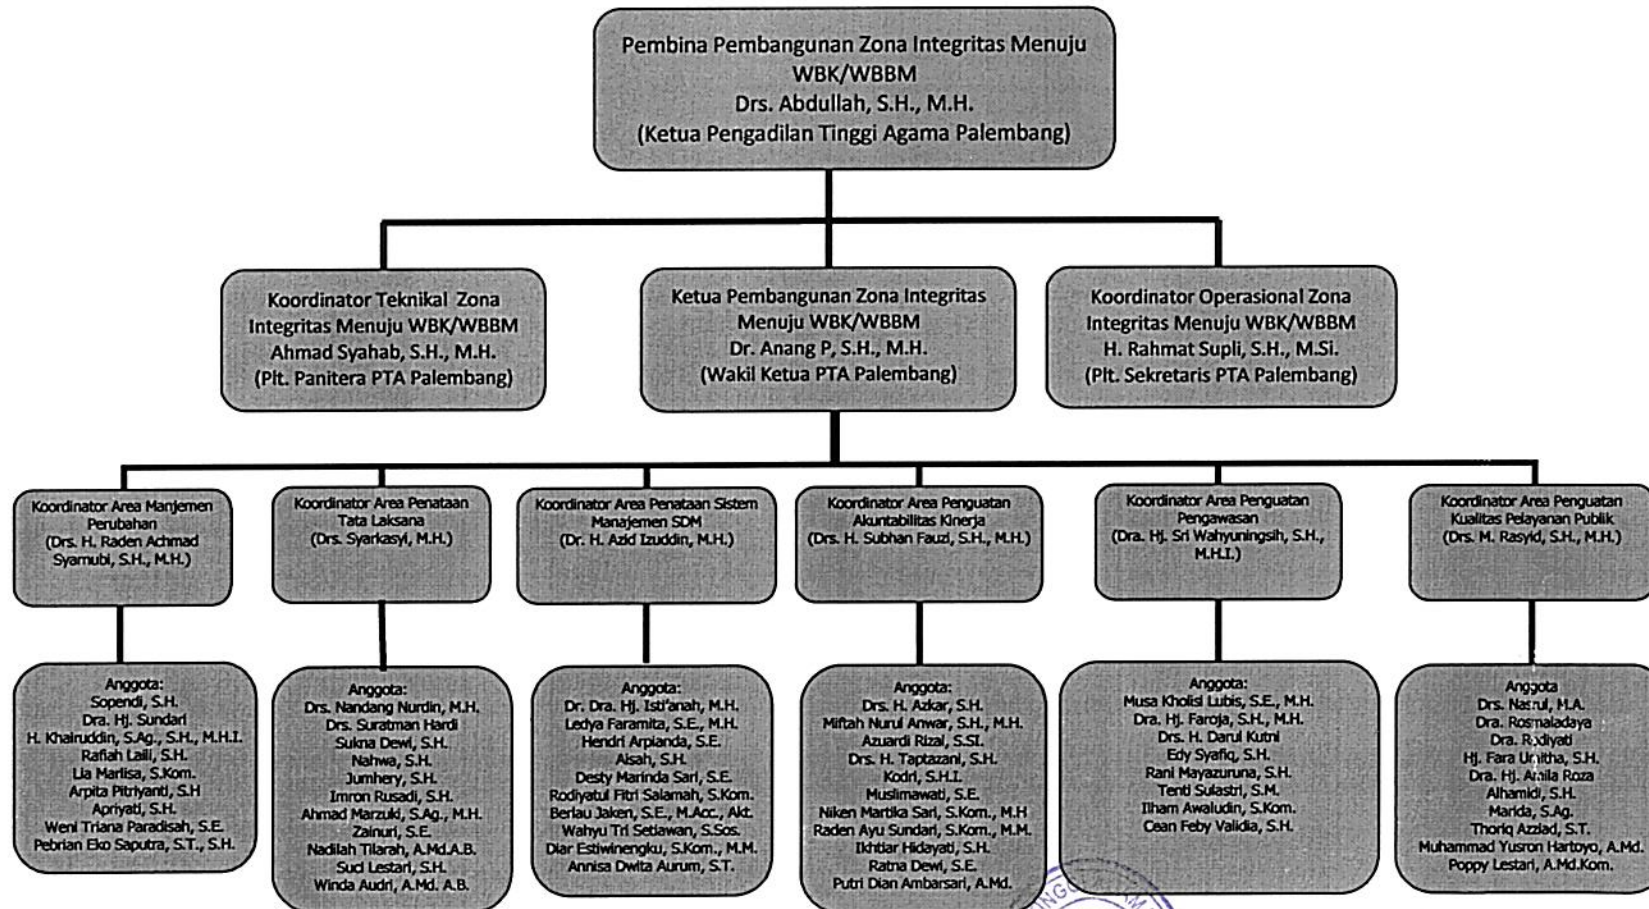 Pembina Pembangunan Zona Integritas Menuju
WBK/WBBM
Drs. Abdullah, S.H., M.H.
(Ketua Pengadilan Tinggi Agama Palembang)
Koordinator Teknikal Zona
Integritas Menuju WBK/WBBM
Ahmad Syahab, S.H., M.H.
(Plt. Panitera PTA Palembang)
Ketua Pembangunan Zona Integritas
Menuju WBK/WBBM
Dr. Anang P, S.H., M.H.
(Wakil Ketua PTA Palembang)
Koordinator Operasional Zona
Integritas Menuju WBK/WBBM
H. Rahmat Supli, S.H., M.Si.
(Plt. Sekretaris PTA Palembang)
Koordinator Area Manjemen
Perubahan
(Drs. H. Raden Achmad
Syarnubi, S.H., M.H.)
Koordinator Area Penataan
Tata Laksana
(Drs. Syarkasyi, M.H.)
Koordinator Area Penataan Sistem
Manajemen SDM
(Dr. H. Azid Izuddin, M.H.)
Koordinator Area Penguatan
Akuntabilitas Kinerja
(Drs. H. Subhan Fauzi, S.H., M.H.)
Koordinator Area Penguatan
Pengawasan
(Dra. Hj. Sri Wahyuningsih, S.H.,
M.H.I.)
Koordinator Area Penguatan
Kualitas Pelayanan Publik
(Drs. M. Rasyid, S.H., M.H.)
Anggota:
Sopendi, S.H.
Dra. Hj. Sundari
H. Khairuddin, S.Ag., S.H., M.H.I.
Rafiah Laili, S.H.
Lia Marlisa, S.Kom.
Arpita Pitriyanti, S.H
Apriyati, S.H.
Weni Triana Paradisah, S.E.
Pebrian Eko Saputra, S.T., S.H.
Anggota:
Drs. Nandang Nurdin, M.H.
Drs. Suratman Hardi
Sukna Dewi, S.H.
Nahwa, S.H.
Jumhery, S.H.
Imron Rusadi, S.H.
Ahmad Marzuki, S.Ag., M.H.
Zainuri, S.E.
Nadilah Tilarah, A.Md.A.B.
Suci Lestari, S.H.
Winda Audri, A.Md. A.B.
Anggota:
Dr. Dra. Hj. Isti'anah, M.H.
Ledya Faramita, S.E., M.H.
Hendri Arpianda, S.E.
Aisah, S.H.
Desty Marinda Sari, S.E.
Rodiyatul Fitri Salamah, S.Kom.
Berlau Jaken, S.E., M.Acc., Akt.
Wahyu Tri Setiawan, S.Sos.
Diar Estiwinengku, S.Kom., M.M.
Annisa Dwita Aurum, S.T.
Anggota:
Drs. H. Azkar, S.H.
Miftah Nurul Anwar, S.H., M.H.
Azuardi Rizal, S.SI.
Drs. H. Taptazani, S.H.
Kodri, S.H.I.
Muslimawati, S.E.
Niken Martika Sari, S.Kom., M.H
Raden Ayu Sundari, S.Kom., M.M.
Ikhtiar Hidayati, S.H.
Ratna Dewi, S.E.
Putri Dian Ambarsari, A.Md.
Anggota:
Musa Kholisi Lubis, S.E., M.H.
Dra. Hj. Faroja, S.H., M.H.
Drs. H. Darul Kutni
Edy Syafiq, S.H.
Rani Mayazuruna, S.H.
Tenti Sulastri, S.M.
Ilham Awaludin, S.Kom.
Cean Feby Validia, S.H.
Anggota
Drs. Nasrul, M.A.
Dra. Rosmaladaya
Dra. Rodiyati
Hj. Fara Umitha, S.H.
Dra. Hj. Amila Roza
Alhamidi, S.H.
Marida, S.Ag.
Thoriq Azziad, S.T.
Muhammad Yusron Hartoyo, A.Md.
Poppy Lestari, A.Md.Kom.